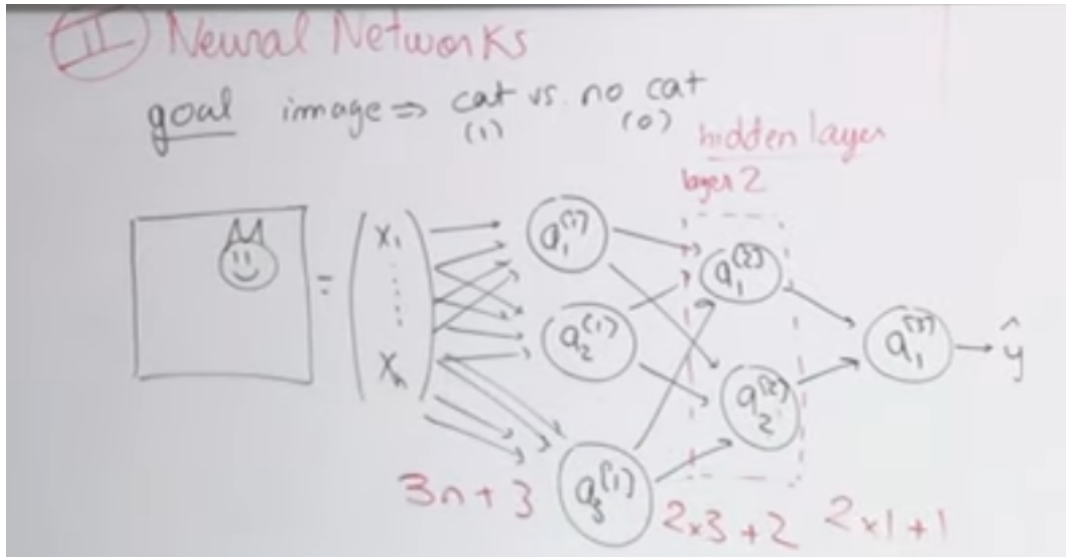 II Neural Networks
goal image => cat vs. no cat
(1) (0)
hidden layer
layer 2
x₁
=
xₙ
a₁^[1]
a₂^[1]
a₃^[1]
a₁^[2]
a₂^[2]
a₁^[3]
ŷ
3n + 3
2x3 + 2
2x1 + 1